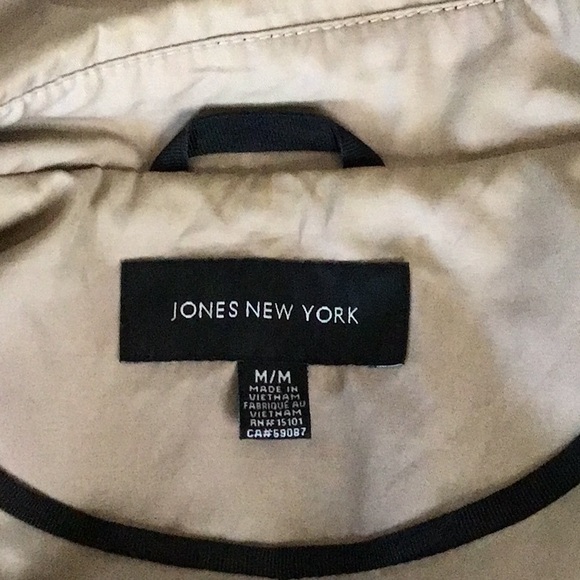 JONES NEW YORK
M/M
MADE IN
VIETNAM
FABRIQUÉ AU
VIETNAM
RN# 15101
CA#59087